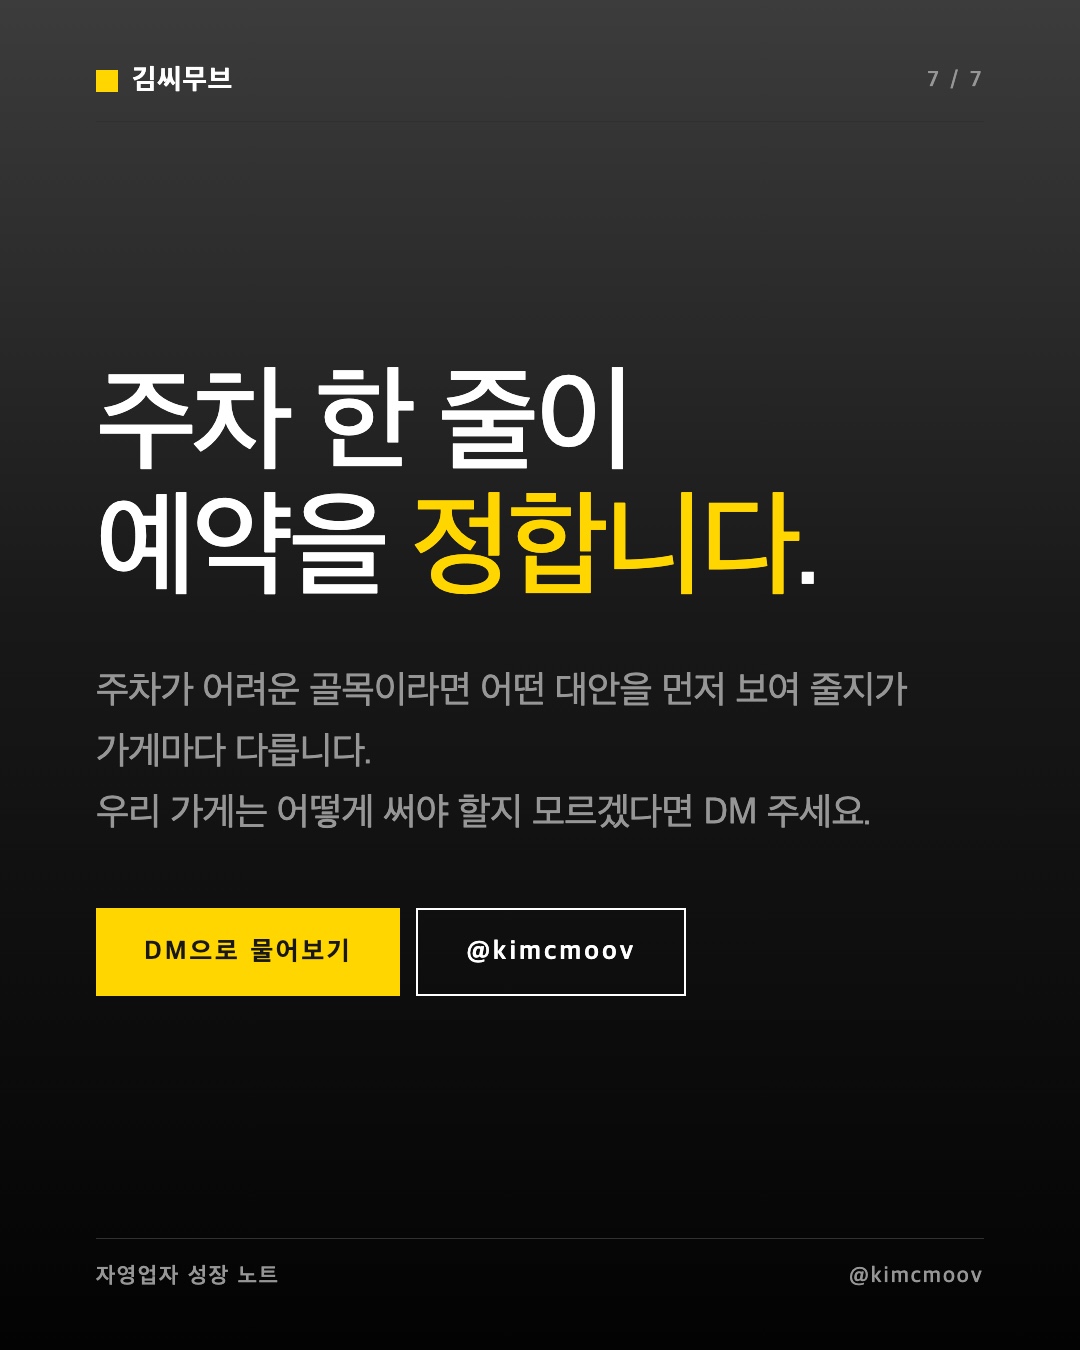 김씨무브
7 / 7
주차 한 줄이
예약을 정합니다.
주차가 어려운 골목이라면 어떤 대안을 먼저 보여 줄지가
가게마다 다릅니다.
우리 가게는 어떻게 써야 할지 모르겠다면 DM 주세요.
DM으로 물어보기
@kimcmoov
자영업자 성장 노트
@kimcmoov